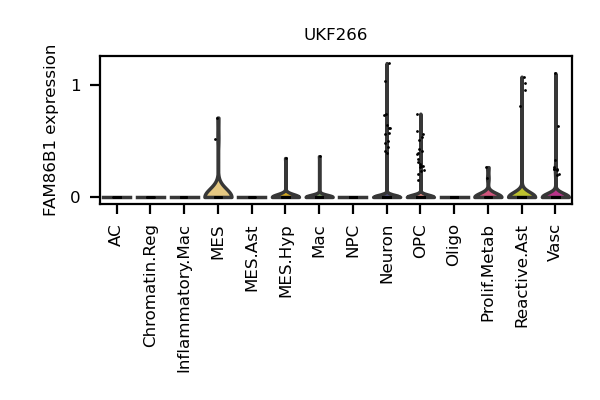 UKF266
FAM86B1 expression
1
0
AC
Chromatin.Reg
Inflammatory.Mac
MES
MES.Ast
MES.Hyp
Mac
NPC
Neuron
OPC
Oligo
Prolif.Metab
Reactive.Ast
Vasc